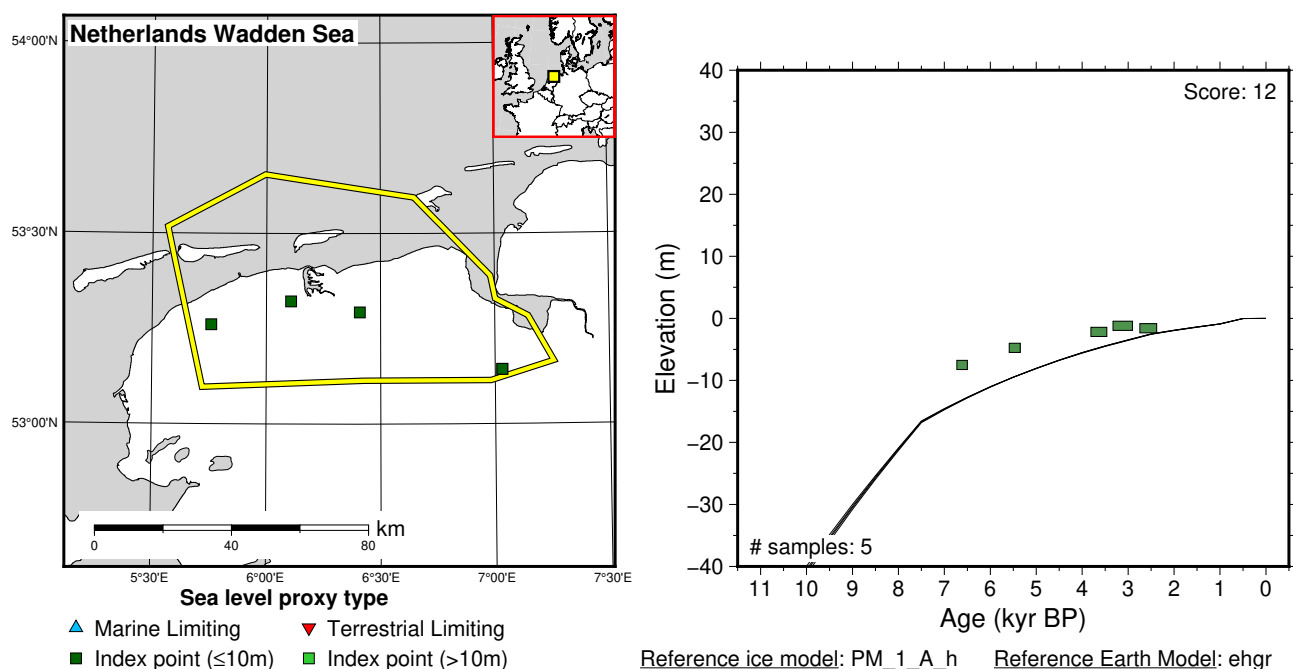 Netherlands Wadden Sea
54°00'N
53°30'N
53°00'N
km
0 40 80
5°30'E 6°00'E 6°30'E 7°00'E 7°30'E
Sea level proxy type
Marine Limiting Terrestrial Limiting
Index point (≤10m) Index point (>10m)
Score: 12
40
30
20
10
0
−10
−20
−30
−40
Elevation (m)
# samples: 5
11 10 9 8 7 6 5 4 3 2 1 0
Age (kyr BP)
Reference ice model: PM_1_A_h Reference Earth Model: ehgr